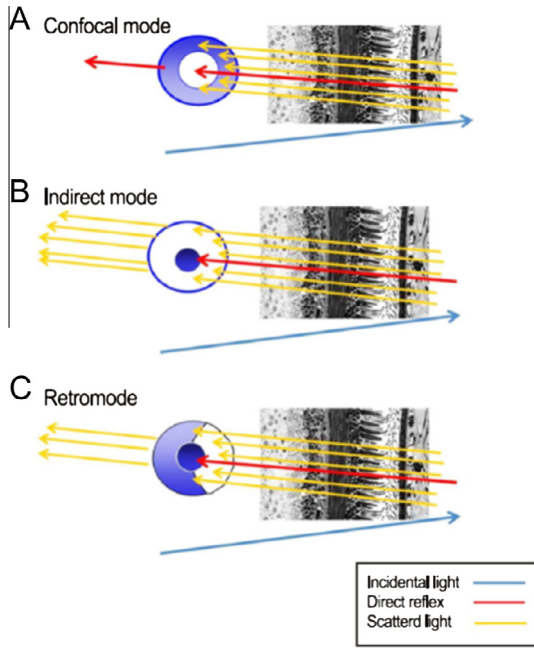 A
Confocal mode
B
Indirect mode
C
Retromode
Incidental light
Direct reflex
Scatterd light